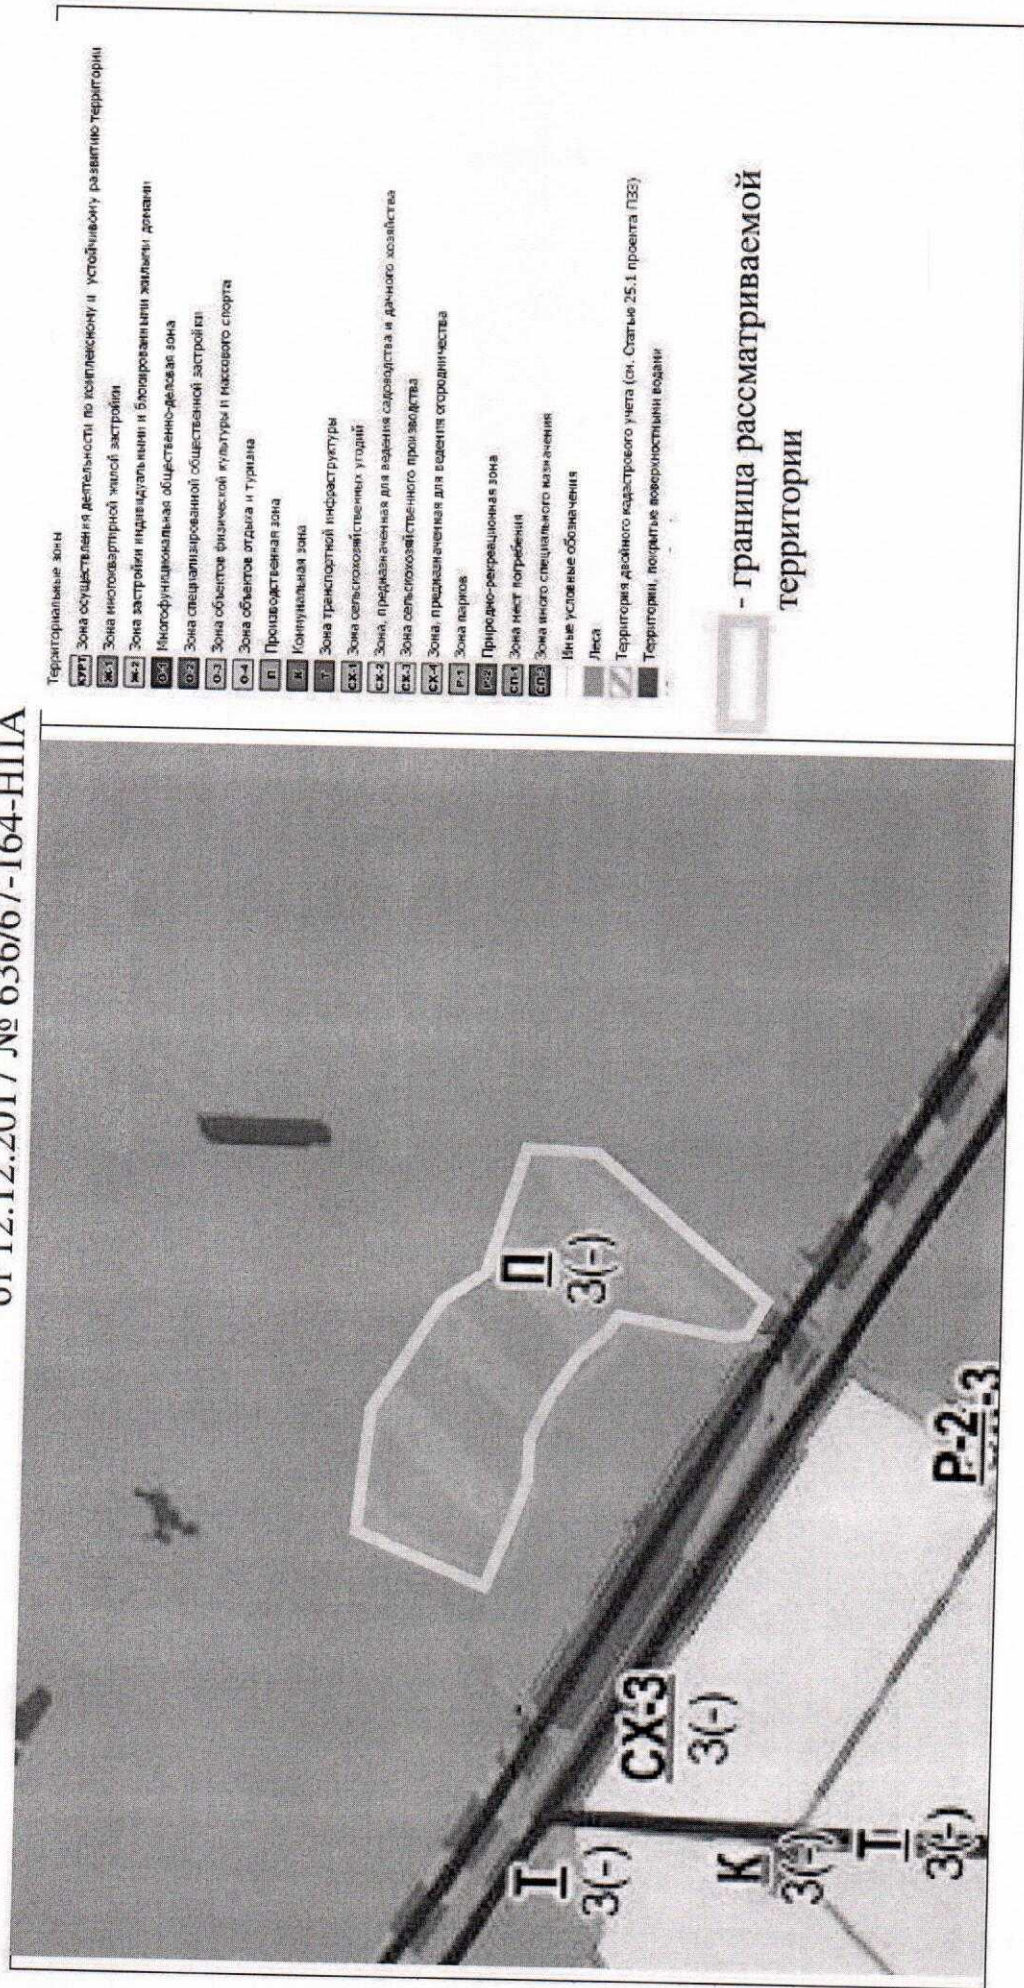 от 12.12.2017 № 636/67-164-НПА
Территориальные зоны
КУРТ Зона осуществления деятельности по комплексному и устойчивому развитию территории
Ж-1 Зона многоквартирной жилой застройки
Ж-2 Зона застройки индивидуальными и блокированными жилыми домами
О-1 Многофункциональная общественно-деловая зона
О-2 Зона специализированной общественной застройки
О-3 Зона объектов физической культуры и массового спорта
О-4 Зона объектов отдыха и туризма
П Производственная зона
К Коммунальная зона
Т Зона транспортной инфраструктуры
СХ-1 Зона сельскохозяйственных угодий
СХ-2 Зона, предназначенная для ведения садоводства и дачного хозяйства
СХ-3 Зона сельскохозяйственного производства
СХ-4 Зона, предназначенная для ведения огородничества
Р-1 Зона парков
Р-2 Природно-рекреационная зона
СП-1 Зона мест погребения
СП-3 Зона иного специального назначения
Иные условные обозначения
Леса
Территория двойного кадастрового учета (см. Статью 25.1 проекта ПЗЗ)
Территории, покрытые поверхностными водами
- граница рассматриваемой
территории
П
3(-)
СХ-3
3(-)
Т
3(-)
К
3(-)
Т
3(-)
Р-2
-3